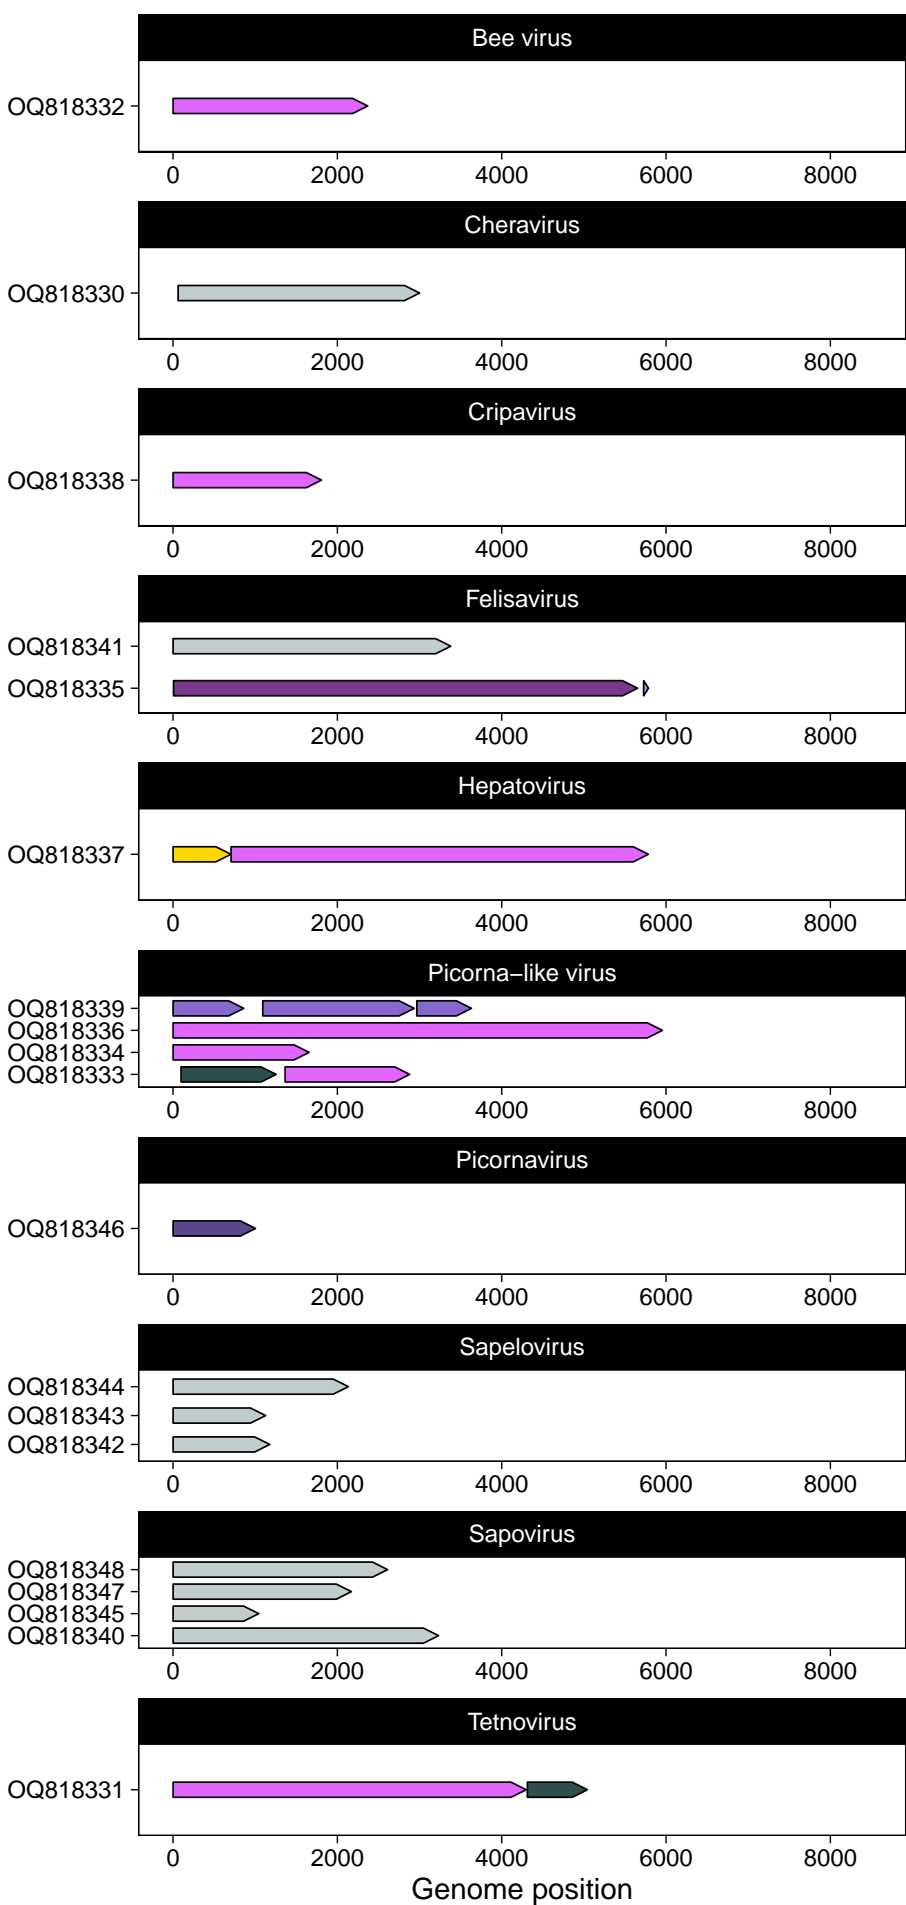 Bee virus
OQ818332
0 2000 4000 6000 8000
Cheravirus
OQ818330
0 2000 4000 6000 8000
Cripavirus
OQ818338
0 2000 4000 6000 8000
Felisavirus
OQ818341
OQ818335
0 2000 4000 6000 8000
Hepatovirus
OQ818337
0 2000 4000 6000 8000
Picorna−like virus
OQ818339
OQ818336
OQ818334
OQ818333
0 2000 4000 6000 8000
Picornavirus
OQ818346
0 2000 4000 6000 8000
Sapelovirus
OQ818344
OQ818343
OQ818342
0 2000 4000 6000 8000
Sapovirus
OQ818348
OQ818347
OQ818345
OQ818340
0 2000 4000 6000 8000
Tetnovirus
OQ818331
0 2000 4000 6000 8000
Genome position